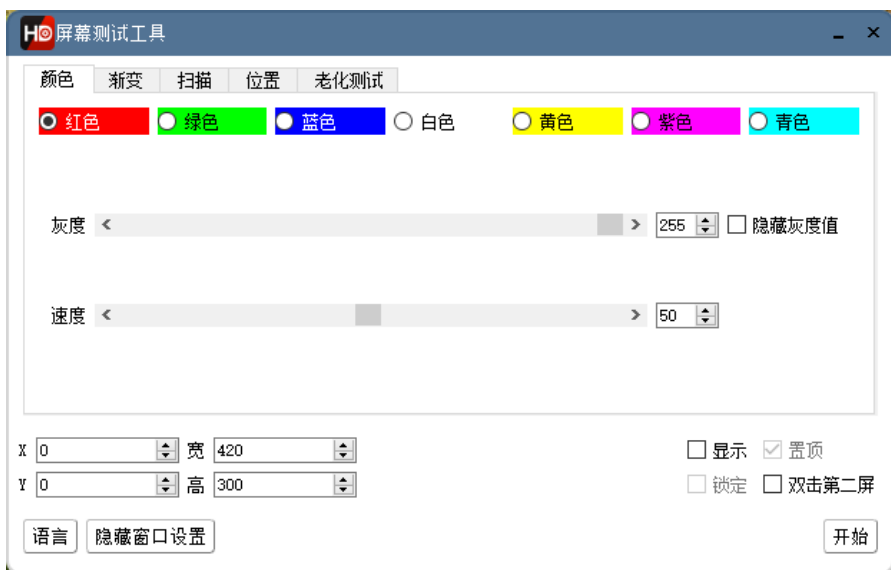 HD 屏幕测试工具
颜色 渐变 扫描 位置 老化测试
红色 绿色 蓝色 白色 黄色 紫色 青色
灰度 255 隐藏灰度值
速度 50
X 0 宽 420 显示 置顶
Y 0 高 300 锁定 双击第二屏
语言 隐藏窗口设置 开始